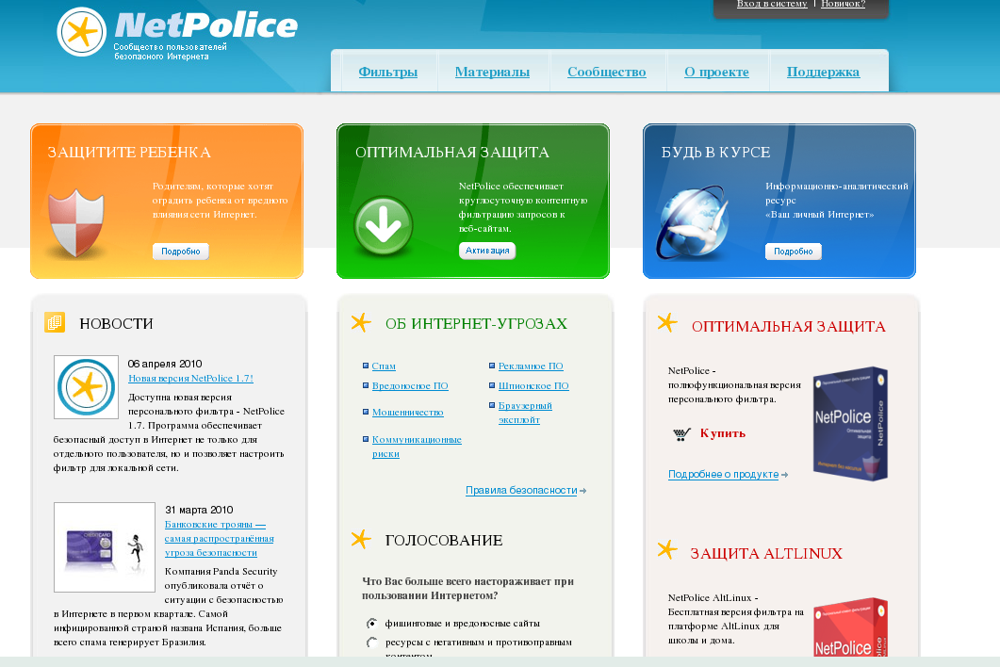 Вход в систему | Новичок?
NetPolice
Сообщество пользователей
безопасного Интернета
Фильтры Материалы Сообщество О проекте Поддержка
ЗАЩИТИТЕ РЕБЕНКА
Родителям, которые хотят
оградить ребенка от вредного
влияния сети Интернет.
Подробно
ОПТИМАЛЬНАЯ ЗАЩИТА
NetPolice обеспечивает
круглосуточную контентную
фильтрацию запросов к
веб-сайтам.
Активация
БУДЬ В КУРСЕ
Информационно-аналитический
ресурс
«Ваш личный Интернет»
Подробно
НОВОСТИ
06 апреля 2010
Новая версия NetPolice 1.7!
Доступна новая версия
персонального фильтра - NetPolice
1.7. Программа обеспечивает
безопасный доступ в Интернет не только для
отдельного пользователя, но и позволяет настроить
фильтр для локальной сети.
31 марта 2010
Банковские трояны —
самая распространённая
угроза безопасности
Компания Panda Security
опубликовала отчёт о
ситуации с безопасностью
в Интернете в первом квартале. Самой
инфицированной страной названа Испания, больше
всего спама генерирует Бразилия.
ОБ ИНТЕРНЕТ-УГРОЗАХ
Спам
Вредоносное ПО
Мошенничество
Коммуникационные
риски
Рекламное ПО
Шпионское ПО
Браузерный
эксплойт
Правила безопасности
ГОЛОСОВАНИЕ
Что Вас больше всего настораживает при
пользовании Интернетом?
фишинговые и вредоносные сайты
ресурсы с негативным и противоправным
контентом
ОПТИМАЛЬНАЯ ЗАЩИТА
NetPolice -
полнофункциональная версия
персонального фильтра.
Купить
Подробнее о продукте
NetPolice
Оптимальная
защита
NetPolice
ЗАЩИТА ALTLINUX
NetPolice AltLinux -
Бесплатная версия фильтра на
платформе AltLinux для
школы и дома.
NetPolice
NetPolice